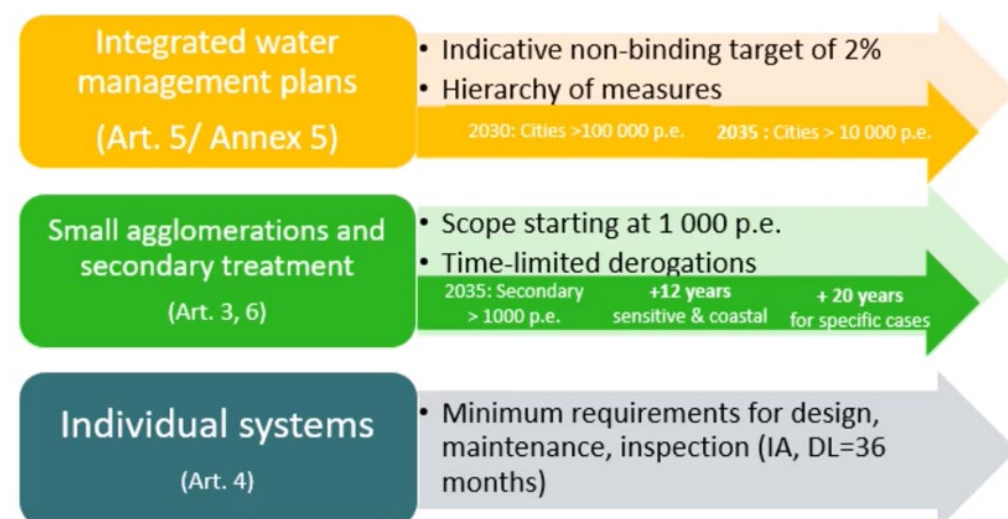 Integrated water
management plans
(Art. 5/ Annex 5)
• Indicative non-binding target of 2%
• Hierarchy of measures
2030: Cities >100 000 p.e.
2035 : Cities > 10 000 p.e.
Small agglomerations and
secondary treatment
(Art. 3, 6)
• Scope starting at 1 000 p.e.
• Time-limited derogations
2035: Secondary
> 1000 p.e.
+12 years
sensitive & coastal
+ 20 years
for specific cases
Individual systems
(Art. 4)
• Minimum requirements for design,
maintenance, inspection (IA, DL=36
months)